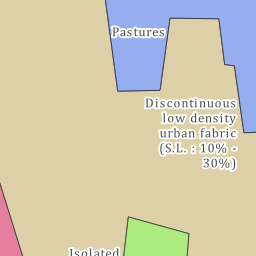 Pastures
Discontinuous
low density
urban fabric
(S.L. : 10% -
30%)
Isolated